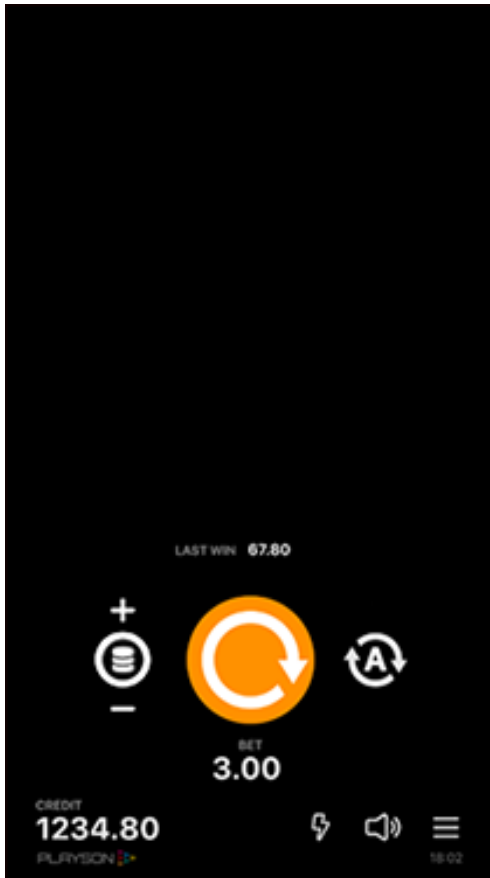 LAST WIN 67.80
A
BET
3.00
CREDIT
1234.80
PLAYSON
18:02